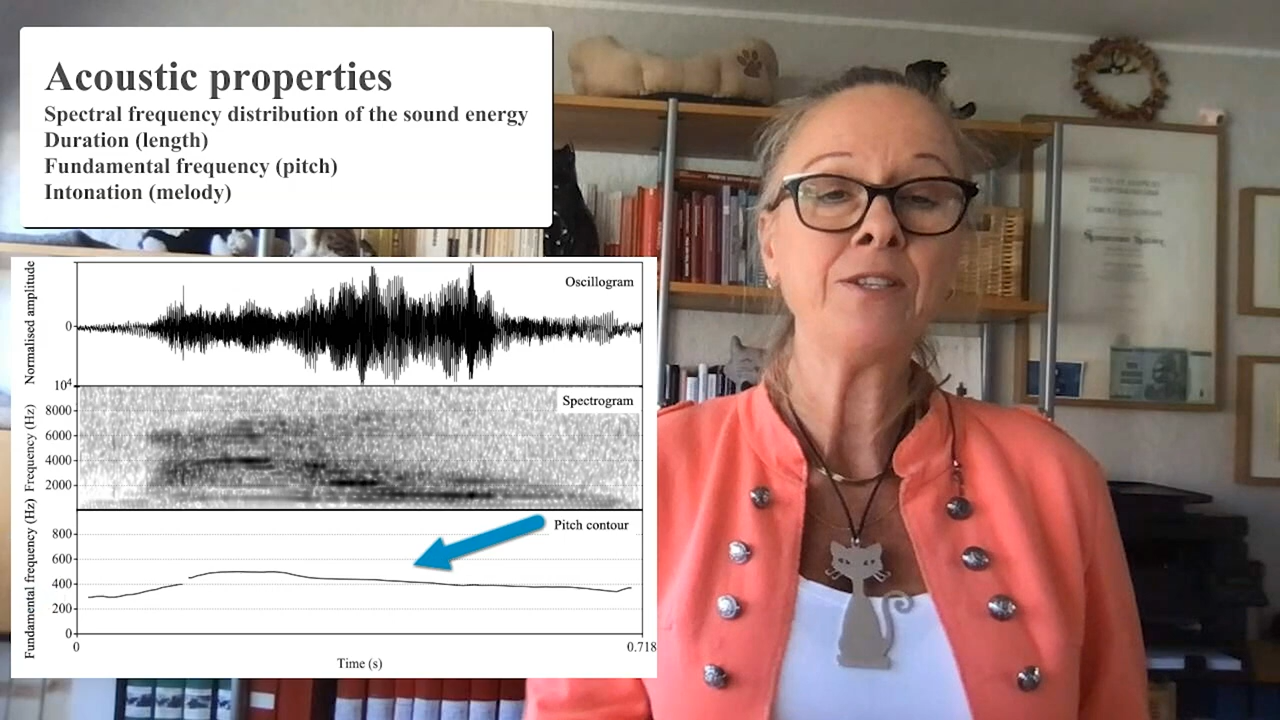 Acoustic properties
Spectral frequency distribution of the sound energy
Duration (length)
Fundamental frequency (pitch)
Intonation (melody)
Normalised amplitude
Oscillogram
0
10⁴
Frequency (Hz)
Spectrogram
8000
6000
4000
2000
Fundamental frequency (Hz)
Pitch contour
800
600
400
200
0
0
0.718
Time (s)